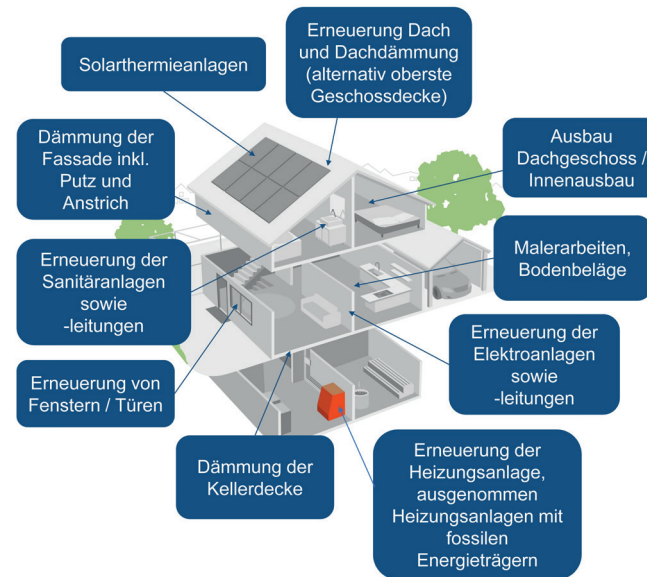 Solarthermieanlagen
Erneuerung Dach
und Dachdämmung
(alternativ oberste
Geschossdecke)
Dämmung der
Fassade inkl.
Putz und
Anstrich
Ausbau
Dachgeschoss /
Innenausbau
Erneuerung der
Sanitäranlagen
sowie
-leitungen
Malerarbeiten,
Bodenbeläge
Erneuerung von
Fenstern / Türen
Erneuerung der
Elektroanlagen
sowie
-leitungen
Dämmung der
Kellerdecke
Erneuerung der
Heizungsanlage,
ausgenommen
Heizungsanlagen mit
fossilen
Energieträgern